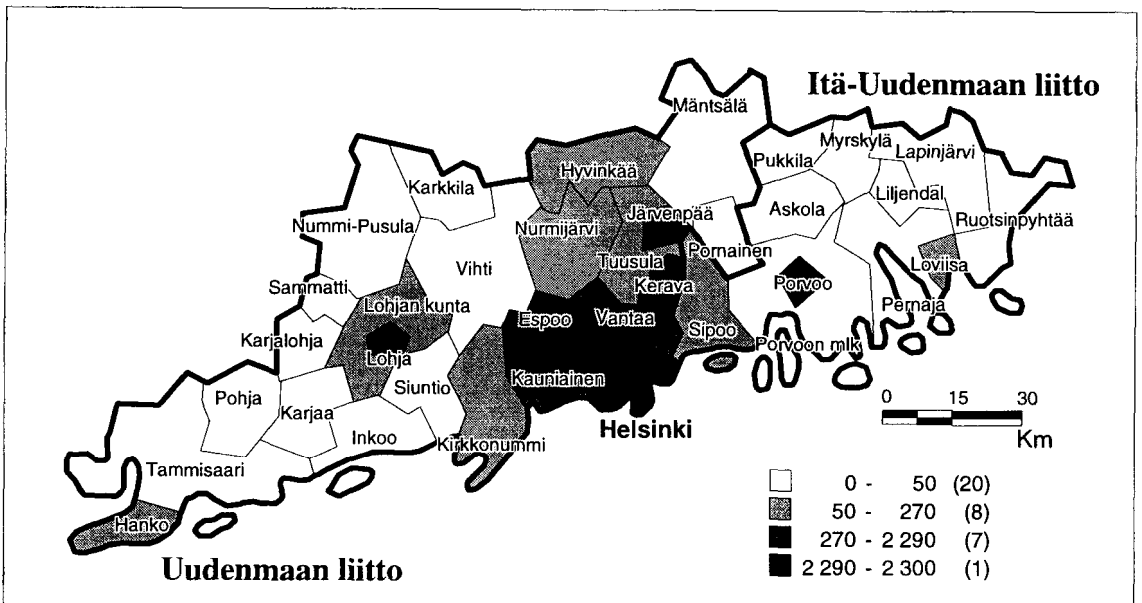 Itä-Uudenmaan liitto
Mäntsälä
Myrskylä
Pukkila
Lapinjärvi
Hyvinkää
Karkkila
Liljendal
Askola
Järvenpää
Nummi-Pusula
Nurmijärvi
Ruotsinpyhtää
Pornainen
Vihti
Tuusula
Loviisa
Kerava
Sammatti
Porvoo
Lohjan kunta
Pernaja
Espoo
Vantaa
Sipoo
Karjalohja
Porvoon mlk
Lohja
Kauniainen
Siuntio
Pohja
Karjaa
0 15 30
Km
Helsinki
Inkoo
Kirkkonummi
Tammisaari
Hanko
Uudenmaan liitto
0 - 50 (20)
50 - 270 (8)
270 - 2 290 (7)
2 290 - 2 300 (1)